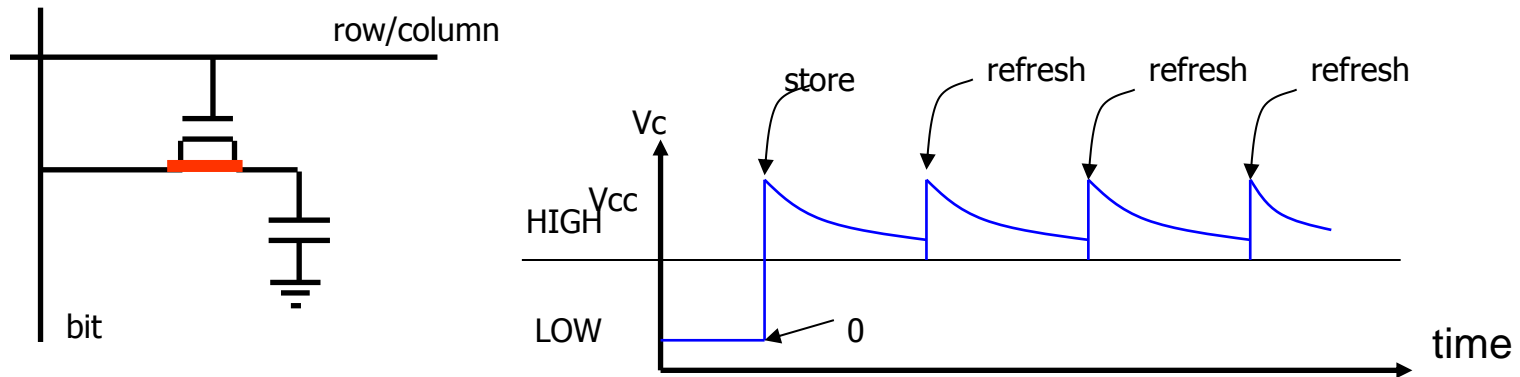 row/column
bit
store
refresh
refresh
refresh
Vc
Vcc
HIGH
LOW
0
time